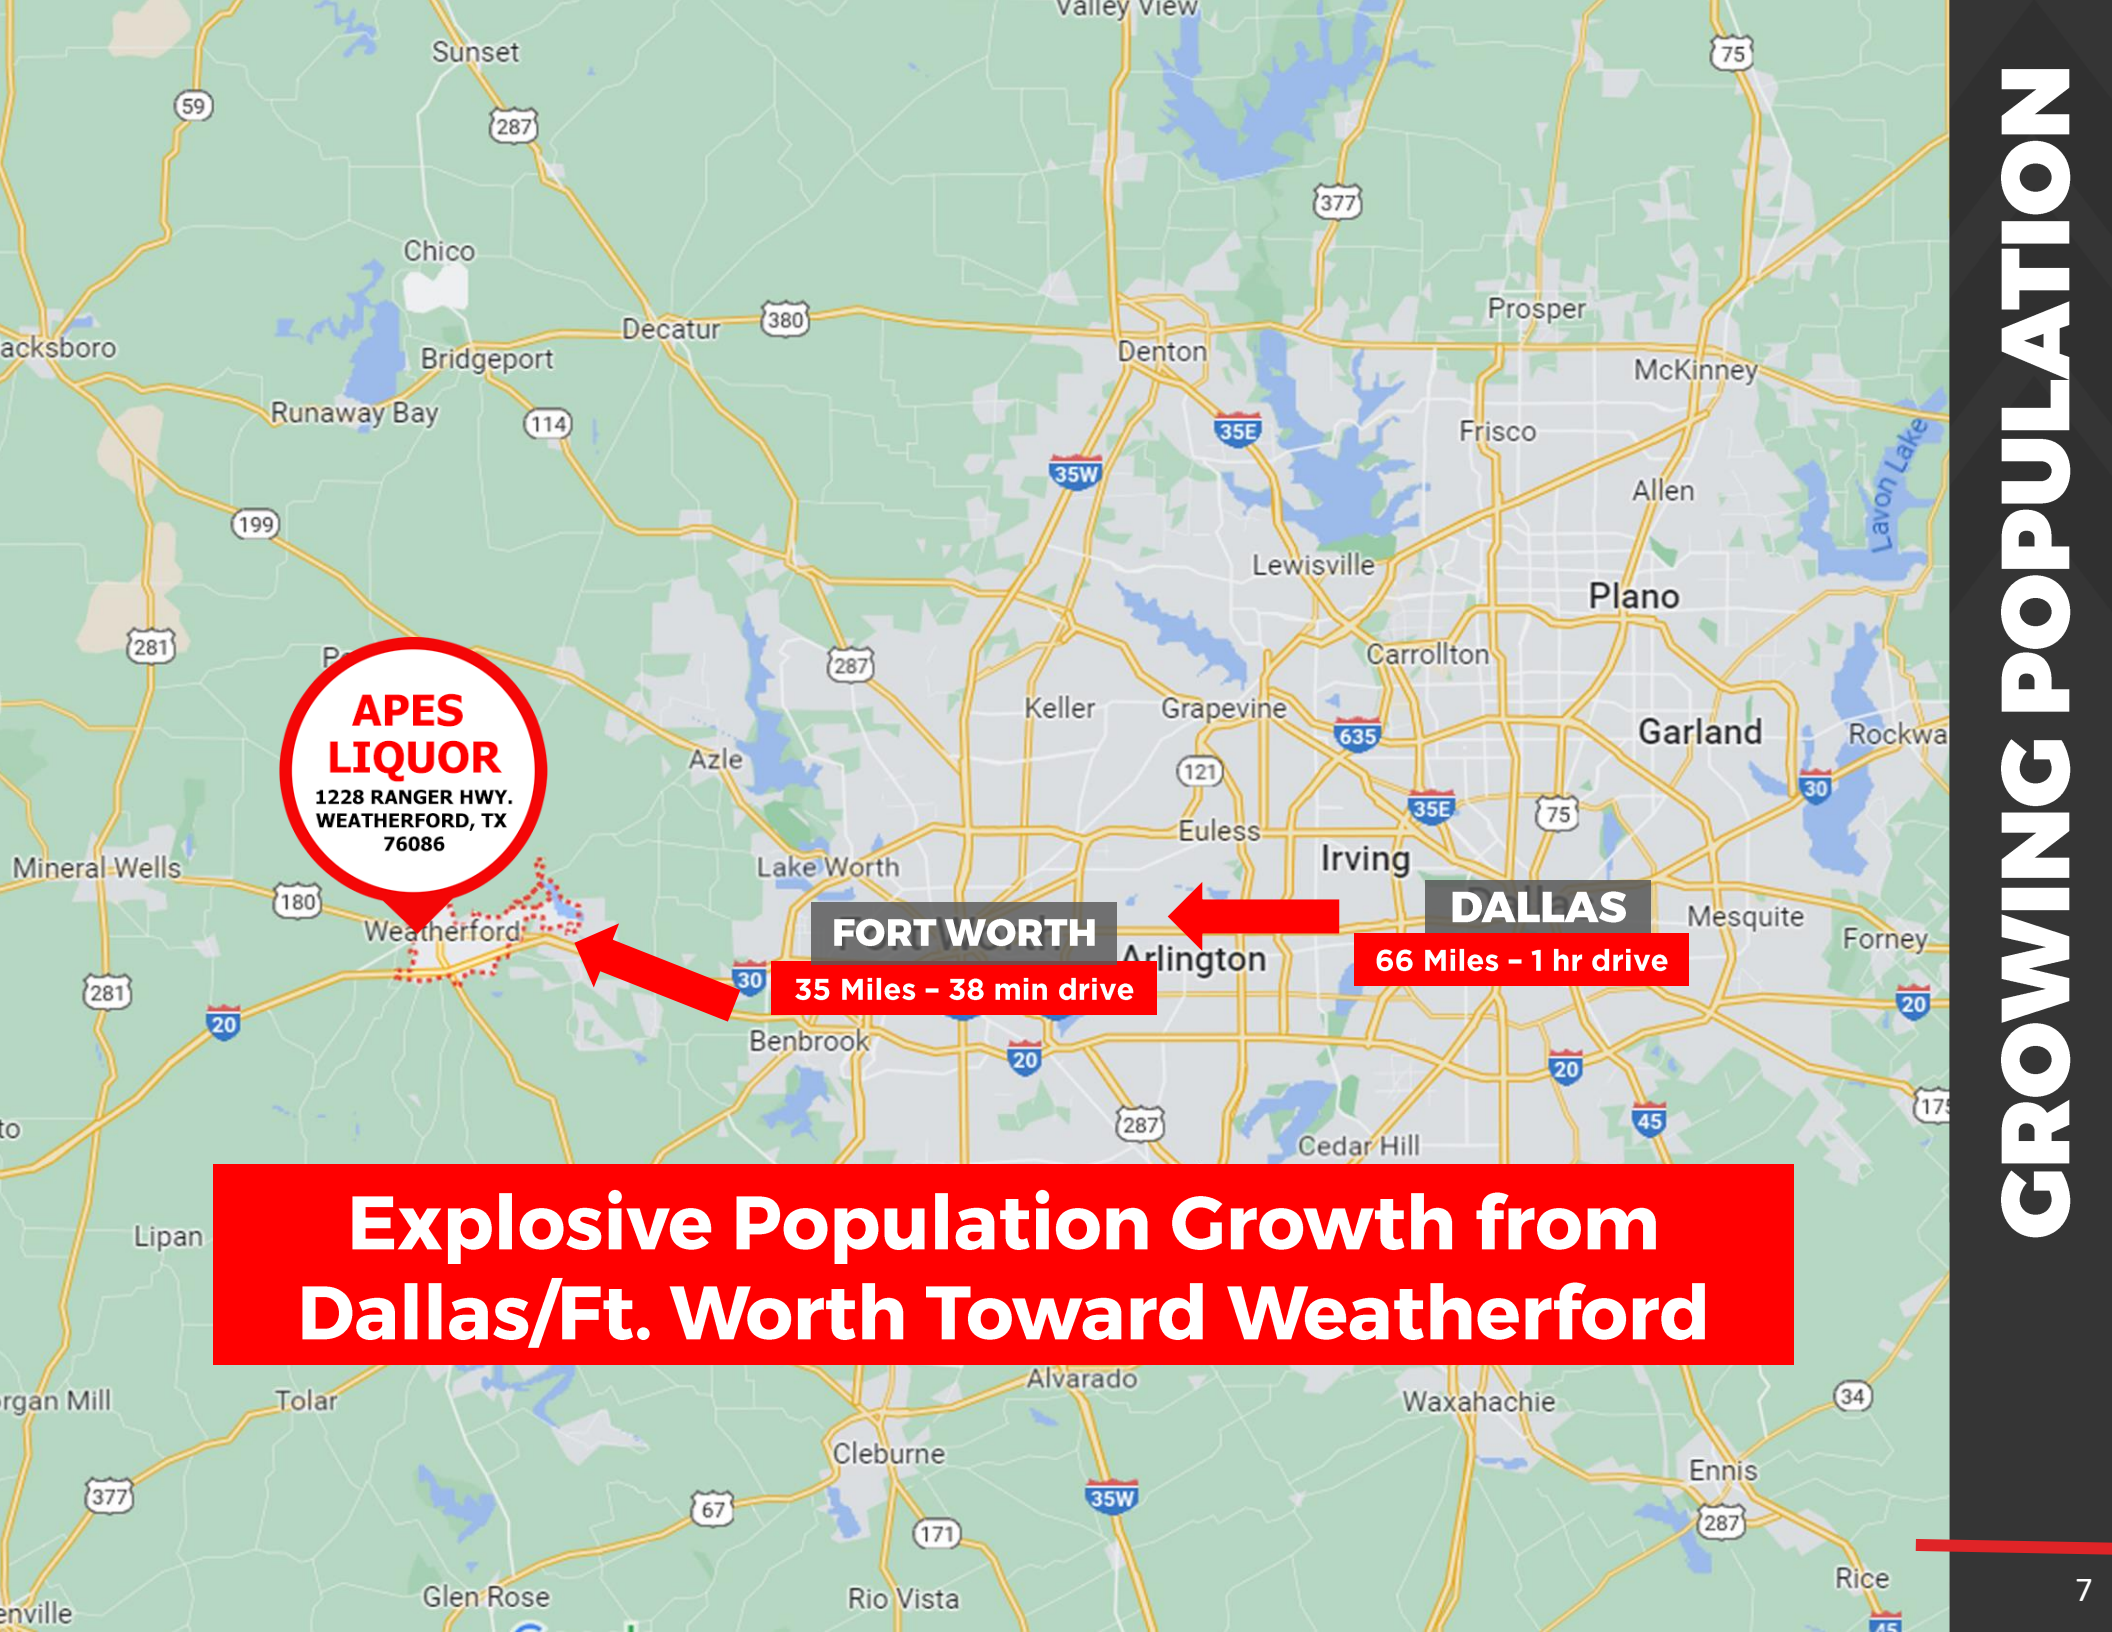 Valley View
Sunset
75
59
287
377
Chico
Prosper
380
Decatur
acksboro
Bridgeport
Denton
McKinney
Runaway Bay
114
35E
Frisco
Lavon Lake
35W
Allen
199
Lewisville
Plano
281
Carrollton
287
Keller
Grapevine
635
Garland
Rockwa
APES
LIQUOR
1228 RANGER HWY.
WEATHERFORD, TX
76086
Azle
121
30
35E
75
Euless
Irving
Mineral Wells
Lake Worth
180
DALLAS
Mesquite
Weatherford
FORT WORTH
Forney
Arlington
66 Miles – 1 hr drive
30
35 Miles – 38 min drive
281
20
20
Benbrook
20
20
175
45
287
to
Cedar Hill
Explosive Population Growth from
Dallas/Ft. Worth Toward Weatherford
Lipan
Alvarado
rgan Mill
Tolar
Waxahachie
34
Cleburne
Ennis
377
67
35W
171
287
Glen Rose
Rio Vista
Rice
enville
45
GROWING POPULATION
7